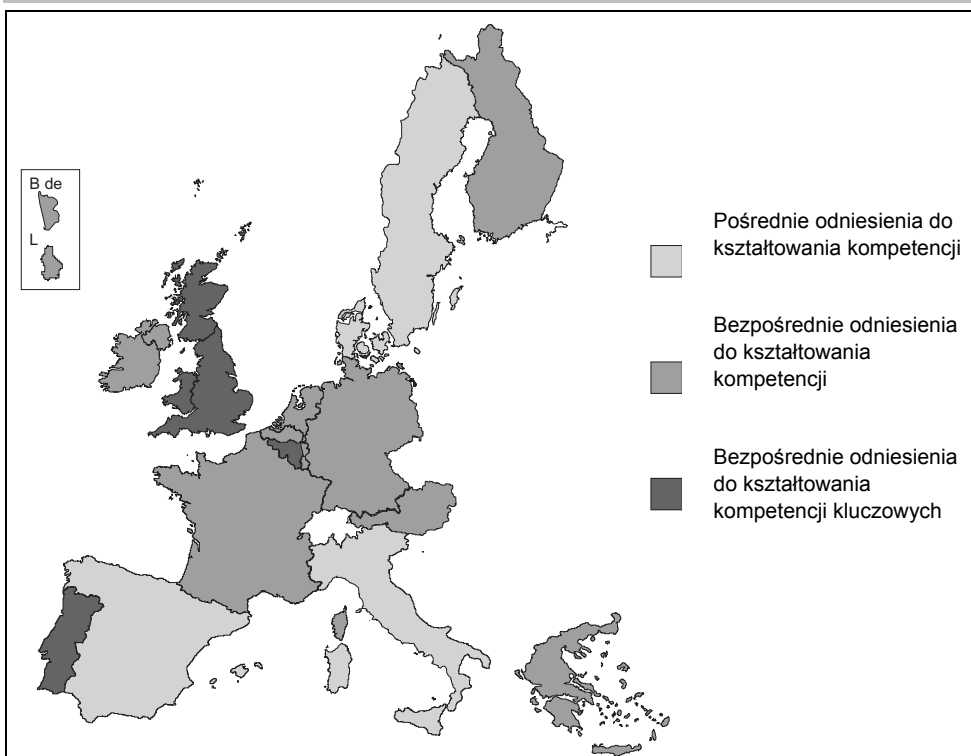 B de
L
Pośrednie odniesienia do
kształtowania kompetencji
Bezpośrednie odniesienia
do kształtowania
kompetencji
Bezpośrednie odniesienia
do kształtowania
kompetencji kluczowych